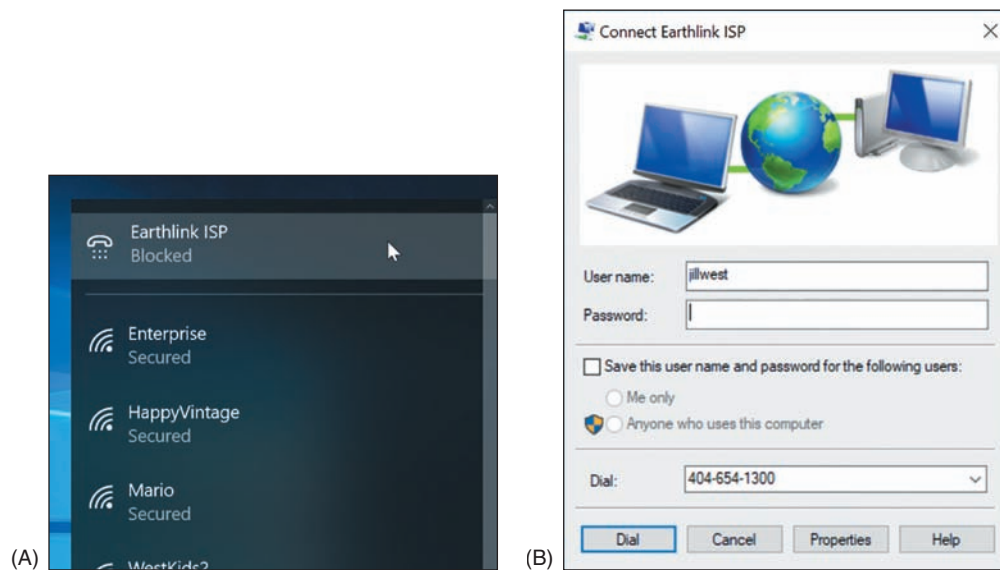 Earthlink ISP
Blocked
Enterprise
Secured
HappyVintage
Secured
Mario
Secured
WestKids2
(A)
Connect Earthlink ISP
User name: jillwest
Password:
Save this user name and password for the following users:
Me only
Anyone who uses this computer
Dial: 404-654-1300
Dial Cancel Properties Help
(B)